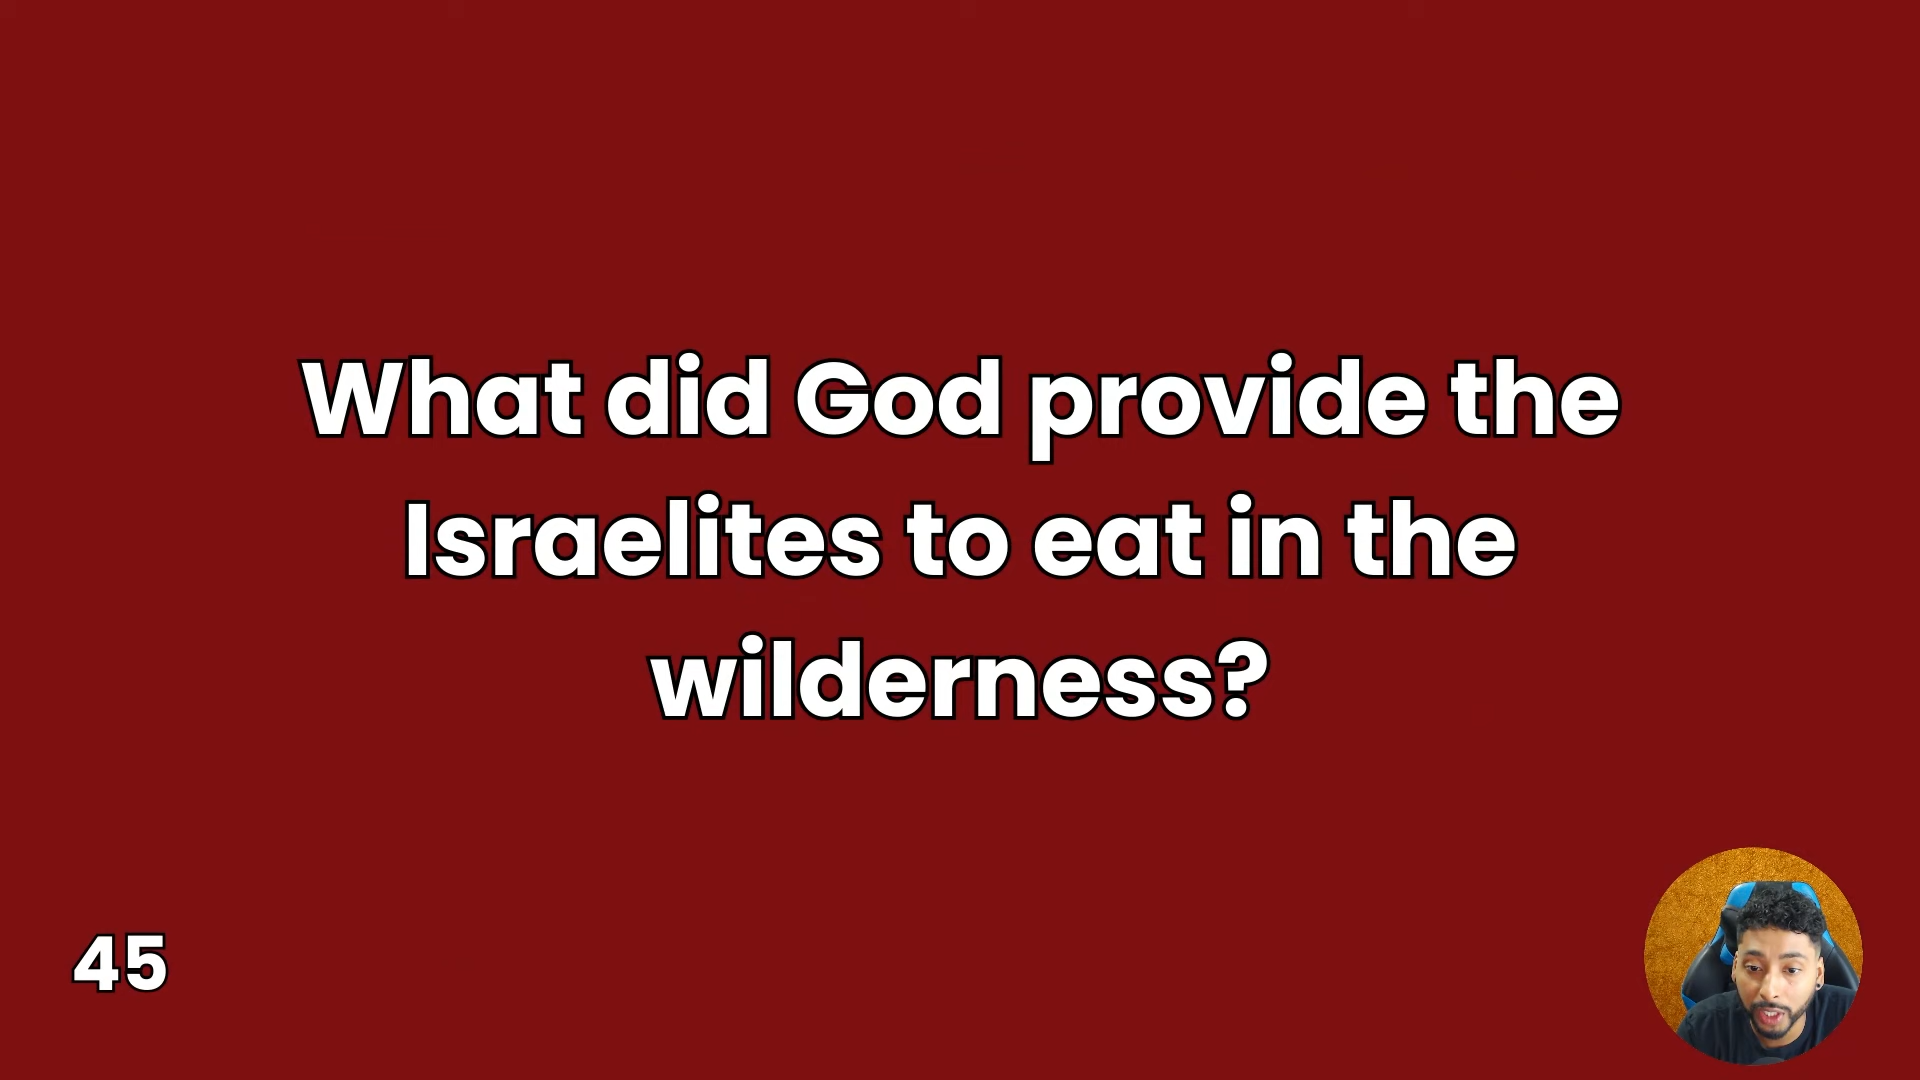 What did God provide the
Israelites to eat in the
wilderness?
45